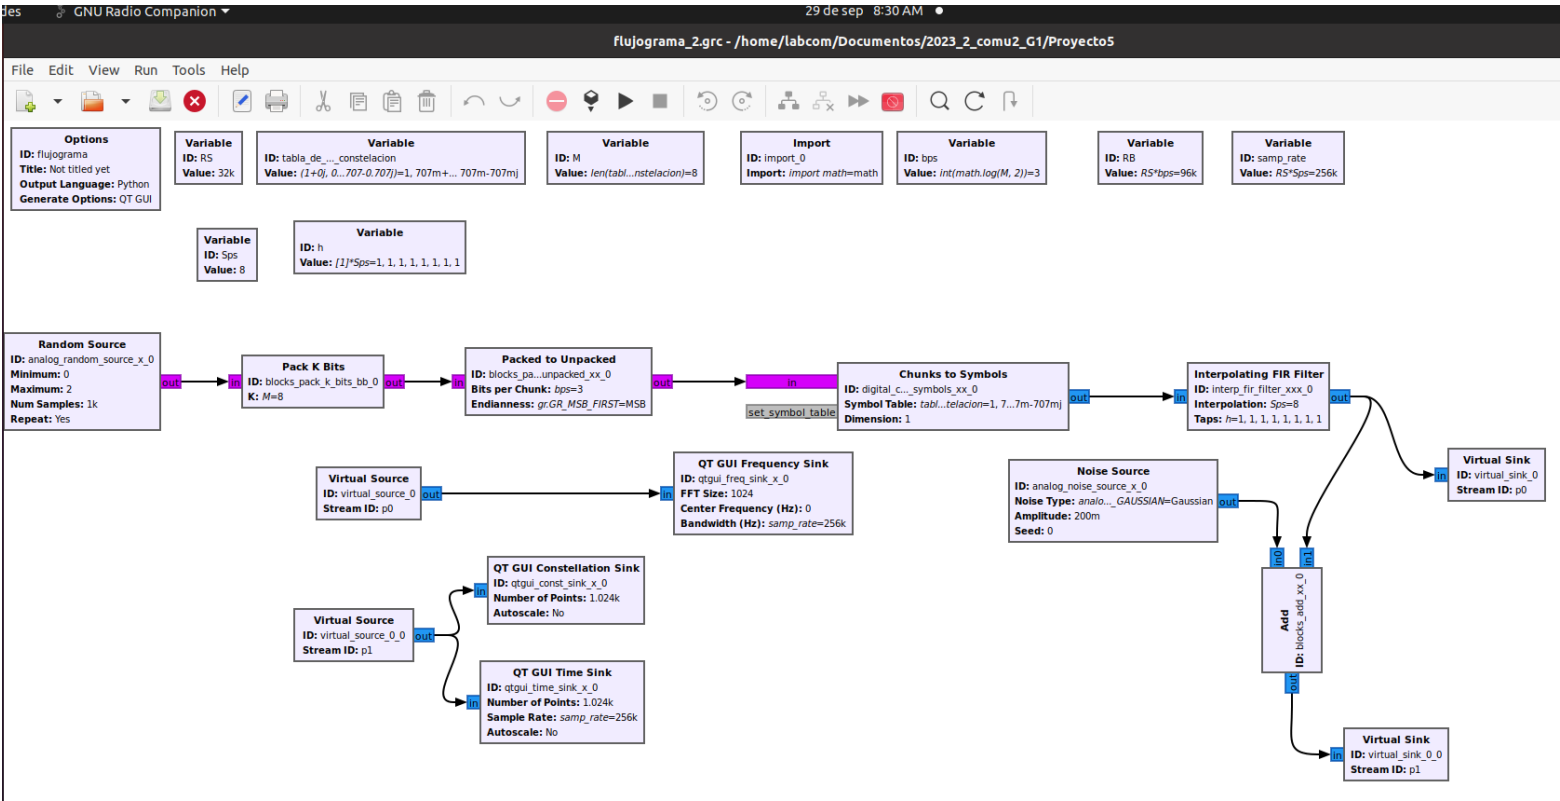 des GNU Radio Companion 29 de sep 8:30 AM
flujograma_2.grc - /home/labcom/Documentos/2023_2_comu2_G1/Proyecto5
File Edit View Run Tools Help
Options
ID: flujograma
Title: Not titled yet
Output Language: Python
Generate Options: QT GUI
Variable
ID: RS
Value: 32k
Variable
ID: tabla_de_..._constelacion
Value: (1+0j, 0...707-0.707j)=1, 707m+... 707m-707mj
Variable
ID: M
Value: len(tabl...nstelacion)=8
Import
ID: import_0
Import: import math=math
Variable
ID: bps
Value: int(math.log(M, 2))=3
Variable
ID: RB
Value: RS*bps=96k
Variable
ID: samp_rate
Value: RS*Sps=256k
Variable
ID: Sps
Value: 8
Variable
ID: h
Value: [1]*Sps=1, 1, 1, 1, 1, 1, 1, 1
Random Source
ID: analog_random_source_x_0
Minimum: 0
Maximum: 2
Num Samples: 1k
Repeat: Yes
out
in
Pack K Bits
ID: blocks_pack_k_bits_bb_0
K: M=8
out
in
Packed to Unpacked
ID: blocks_pa...unpacked_xx_0
Bits per Chunk: bps=3
Endianness: gr.GR_MSB_FIRST=MSB
out
in
set_symbol_table
Chunks to Symbols
ID: digital_c..._symbols_xx_0
Symbol Table: tabl...telacion=1, 7...7m-707mj
Dimension: 1
out
in
Interpolating FIR Filter
ID: interp_fir_filter_xxx_0
Interpolation: Sps=8
Taps: h=1, 1, 1, 1, 1, 1, 1, 1
out
in
Virtual Sink
ID: virtual_sink_0
Stream ID: p0
Virtual Source
ID: virtual_source_0
Stream ID: p0
out
in
QT GUI Frequency Sink
ID: qtgui_freq_sink_x_0
FFT Size: 1024
Center Frequency (Hz): 0
Bandwidth (Hz): samp_rate=256k
Noise Source
ID: analog_noise_source_x_0
Noise Type: analo..._GAUSSIAN=Gaussian
Amplitude: 200m
Seed: 0
out
in0
in1
Add
ID: blocks_add_xx_0
out
Virtual Source
ID: virtual_source_0_0
Stream ID: p1
out
in
QT GUI Constellation Sink
ID: qtgui_const_sink_x_0
Number of Points: 1.024k
Autoscale: No
in
QT GUI Time Sink
ID: qtgui_time_sink_x_0
Number of Points: 1.024k
Sample Rate: samp_rate=256k
Autoscale: No
in
Virtual Sink
ID: virtual_sink_0_0
Stream ID: p1